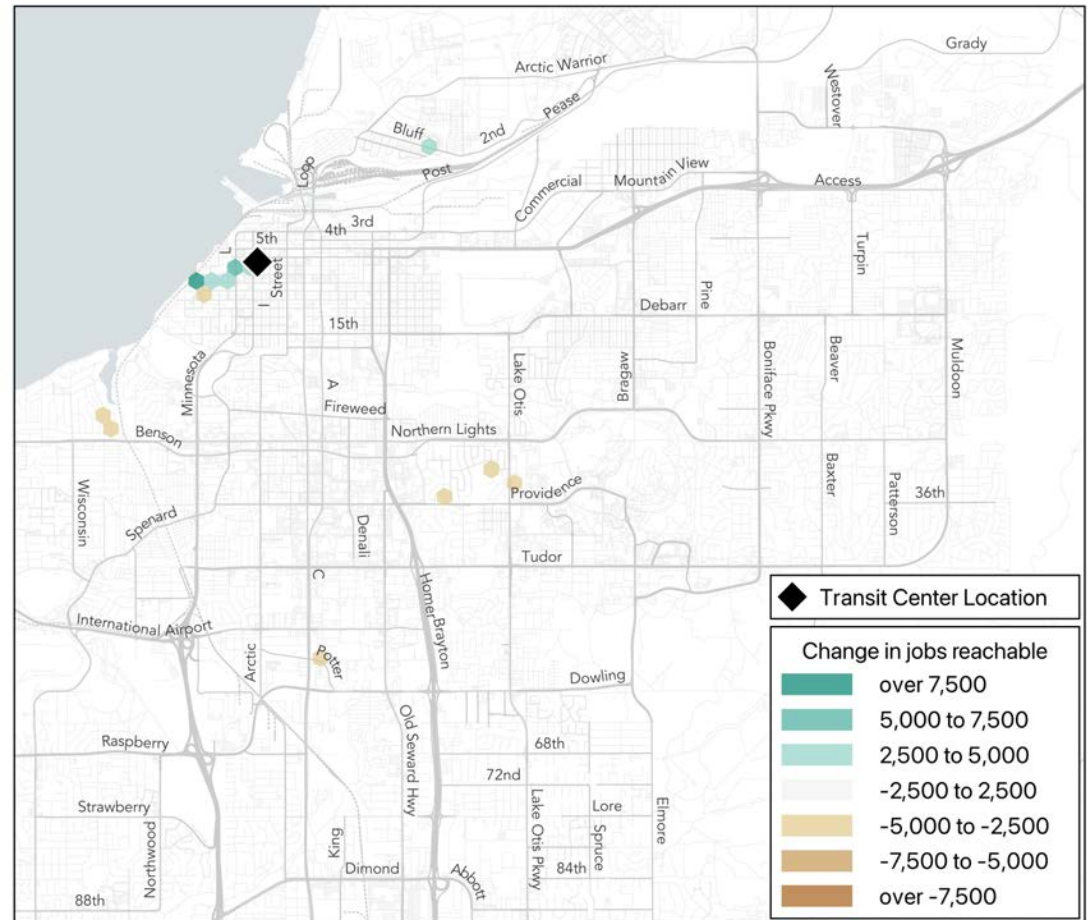 Grady
Arctic Warrior
Westover
Pease
Bluff
2nd
Loop
Post
Mountain View
Access
Commercial
3rd
4th
5th
L
Street
I
Turpin
Pine
Debarr
15th
Minnesota
A
Lake Otis
Bragaw
Boniface Pkwy
Beaver
Muldoon
Fireweed
Northern Lights
Benson
Wisconsin
Providence
Baxter
Patterson
36th
Spenard
Denali
Tudor
C
Homer
Brayton
International Airport
Arctic
Potter
Dowling
Old Seward Hwy
Raspberry
68th
72nd
Strawberry
Northwood
King
Lake Otis Pkwy
Lore
Spruce
Elmore
Dimond
Abbott
84th
88th
Transit Center Location
Change in jobs reachable
over 7,500
5,000 to 7,500
2,500 to 5,000
-2,500 to 2,500
-5,000 to -2,500
-7,500 to -5,000
over -7,500